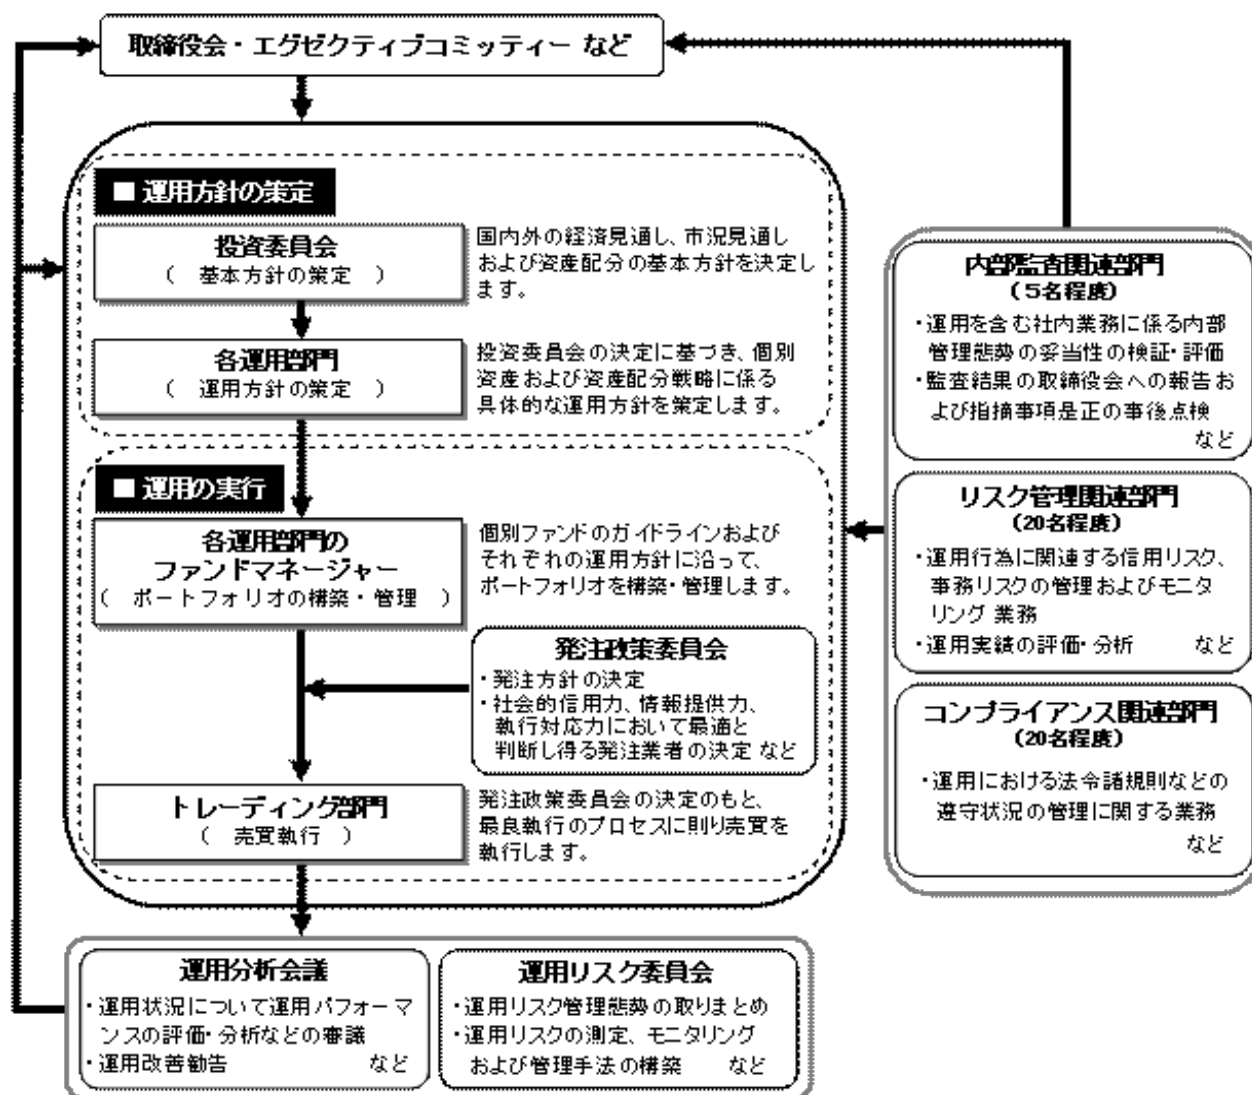 取締役会・エグゼクティブコミッティー など
■ 運用方針の策定
投資委員会
（ 基本方針の策定 ）
国内外の経済見通し、市況見通し
および資産配分の基本方針を決定し
ます。
各運用部門
（ 運用方針の策定 ）
投資委員会の決定に基づき、個別
資産および資産配分戦略に係る
具体的な運用方針を策定します。
■ 運用の実行
各運用部門の
ファンドマネージャー
（ ポートフォリオの構築・管理 ）
個別ファンドのガイドラインおよび
それぞれの運用方針に沿って、
ポートフォリオを構築・管理します。
発注政策委員会
・発注方針の決定
・社会的信用力、情報提供力、
執行対応力において最適と
判断し得る発注業者の決定 など
トレーディング部門
（ 売買執行 ）
発注政策委員会の決定のもと、
最良執行のプロセスに則り売買を
執行します。
内部監査関連部門
（5名程度）
・運用を含む社内業務に係る内部
管理態勢の妥当性の検証・評価
・監査結果の取締役会への報告お
よび指摘事項是正の事後点検
など
リスク管理関連部門
（20名程度）
・運用行為に関連する信用リスク、
事務リスクの管理およびモニタ
リング 業務
・運用実績の評価・分析 など
コンプライアンス関連部門
（20名程度）
・運用における法令諸規則などの
遵守状況の管理に関する業務
など
運用分析会議
・運用状況について運用パフォーマ
ンスの評価・分析などの審議
・運用改善勧告 など
運用リスク委員会
・運用リスク管理態勢の取りまとめ
・運用リスクの測定、モニタリング
および管理手法の構築 など